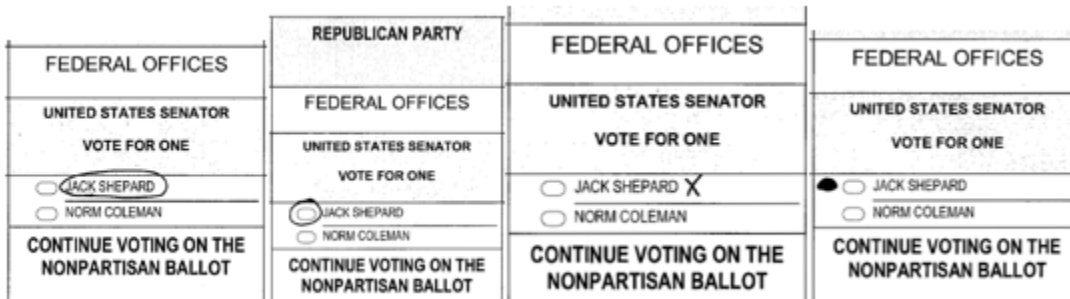 FEDERAL OFFICES
UNITED STATES SENATOR
VOTE FOR ONE
JACK SHEPARD
NORM COLEMAN
CONTINUE VOTING ON THE
NONPARTISAN BALLOT
REPUBLICAN PARTY
FEDERAL OFFICES
UNITED STATES SENATOR
VOTE FOR ONE
JACK SHEPARD
NORM COLEMAN
CONTINUE VOTING ON THE
NONPARTISAN BALLOT
FEDERAL OFFICES
UNITED STATES SENATOR
VOTE FOR ONE
JACK SHEPARD X
NORM COLEMAN
CONTINUE VOTING ON THE
NONPARTISAN BALLOT
FEDERAL OFFICES
UNITED STATES SENATOR
VOTE FOR ONE
JACK SHEPARD
NORM COLEMAN
CONTINUE VOTING ON THE
NONPARTISAN BALLOT